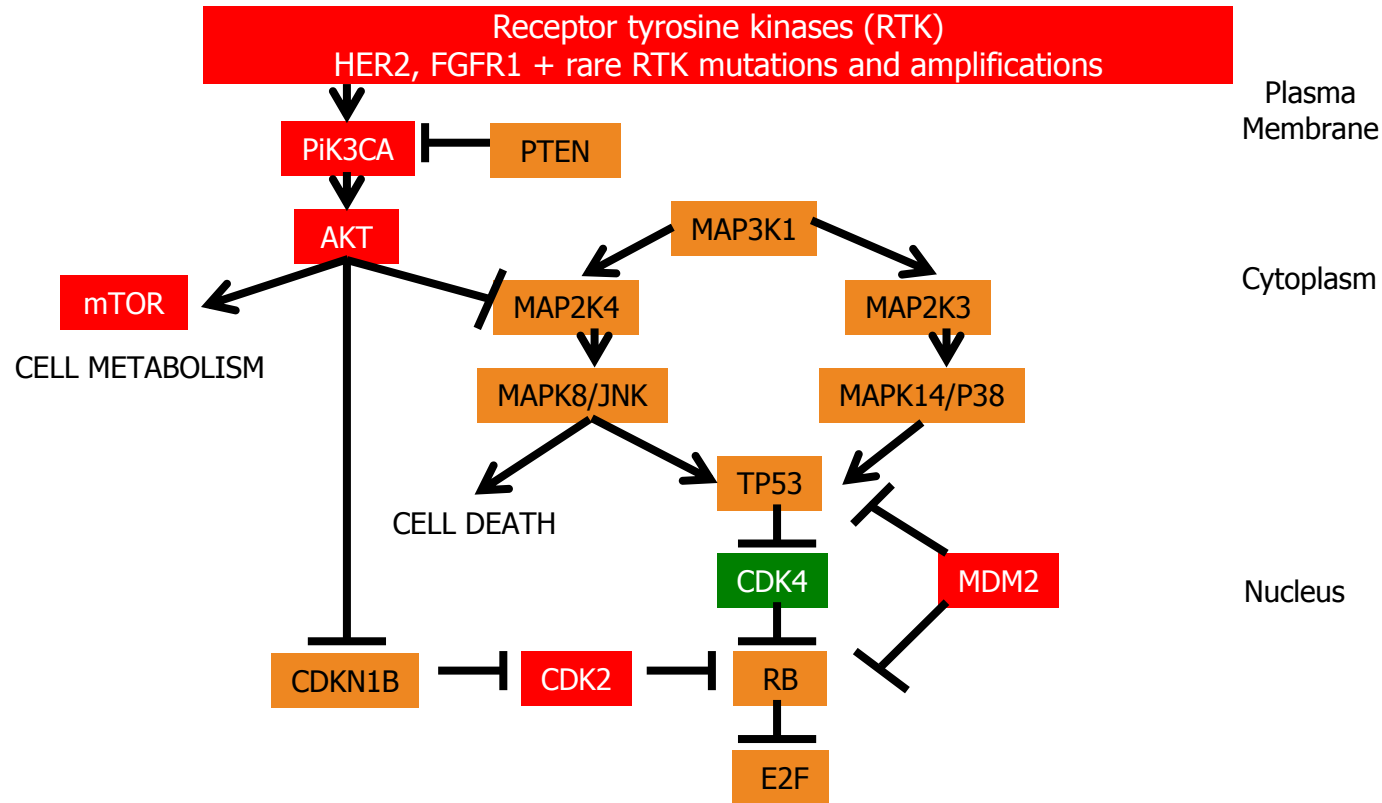 Receptor tyrosine kinases (RTK)
HER2, FGFR1 + rare RTK mutations and amplifications
Plasma
Membrane
PiK3CA
PTEN
AKT
MAP3K1
mTOR
MAP2K4
MAP2K3
Cytoplasm
CELL METABOLISM
MAPK8/JNK
MAPK14/P38
TP53
CELL DEATH
CDK4
MDM2
Nucleus
CDKN1B
CDK2
RB
E2F